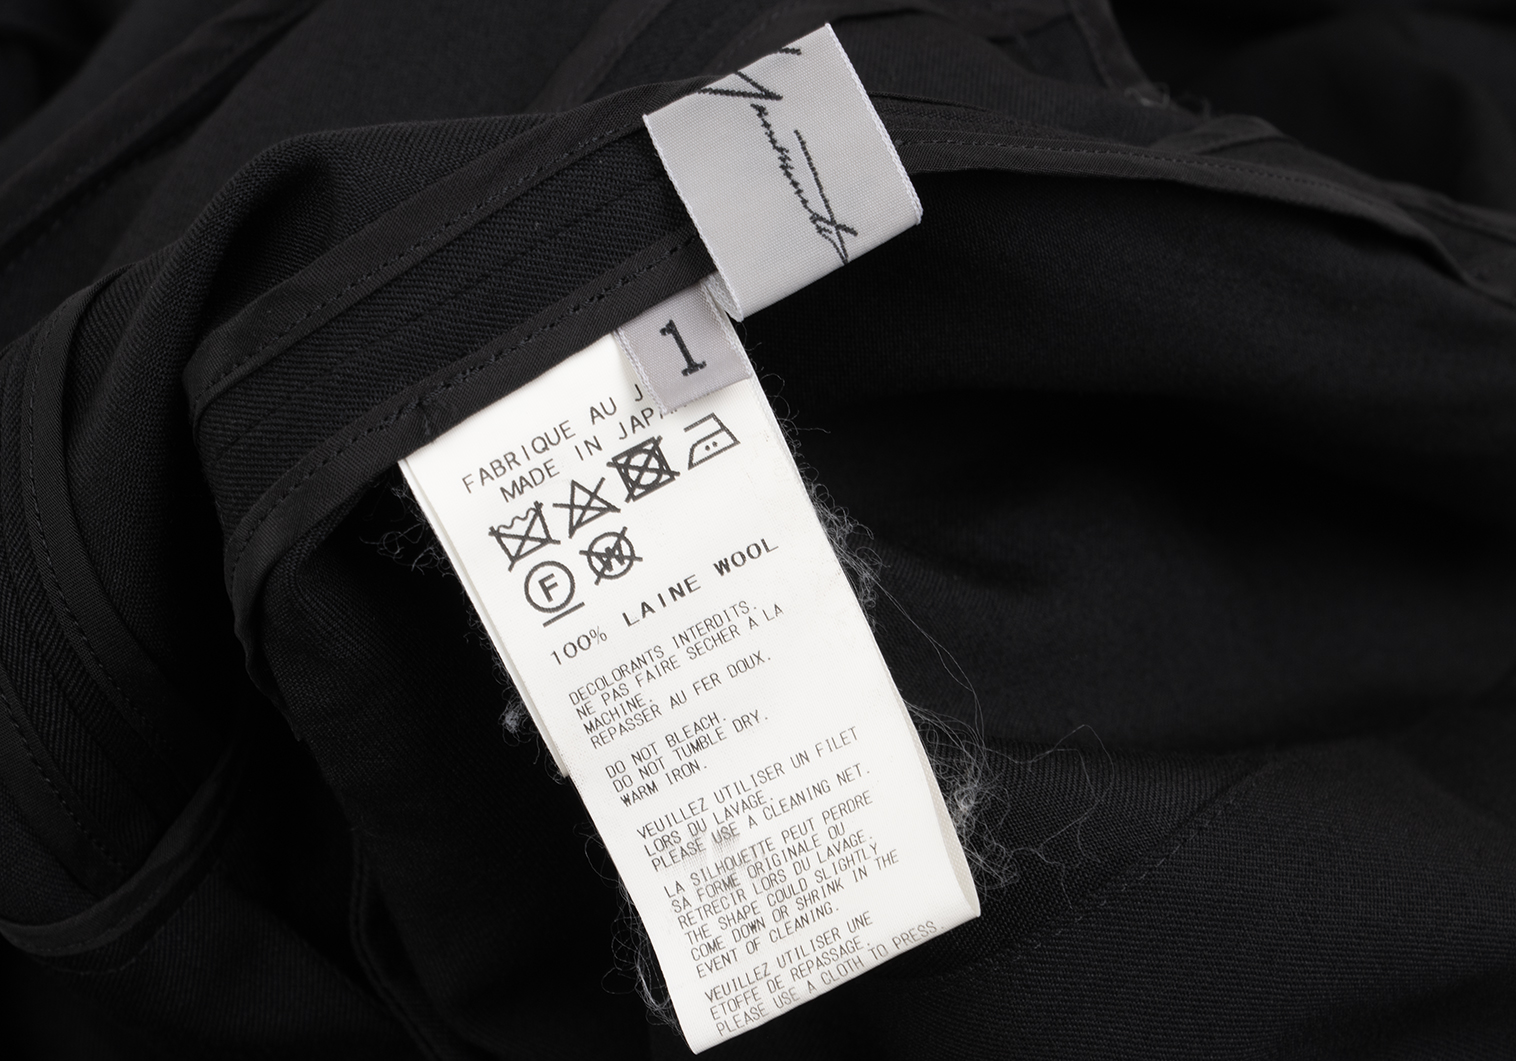 1
FABRIQUE AU J
MADE IN JAPA
F
W
100% LAINE WOOL
DECOLORANTS INTERDITS.
NE PAS FAIRE SECHER A LA
MACHINE.
REPASSER AU FER DOUX.
DO NOT BLEACH.
DO NOT TUMBLE DRY.
WARM IRON.
VEUILLEZ UTILISER UN FILET
LORS DU LAVAGE.
PLEASE USE A CLEANING NET.
LA SILHOUETTE PEUT PERDRE
SA FORME ORIGINALE OU
RETRECIR LORS DU LAVAGE.
THE SHAPE COULD SLIGHTLY
COME DOWN OR SHRINK IN THE
EVENT OF CLEANING.
VEUILLEZ UTILISER UNE
ETOFFE DE REPASSAGE.
PLEASE USE A CLOTH TO PRESS.